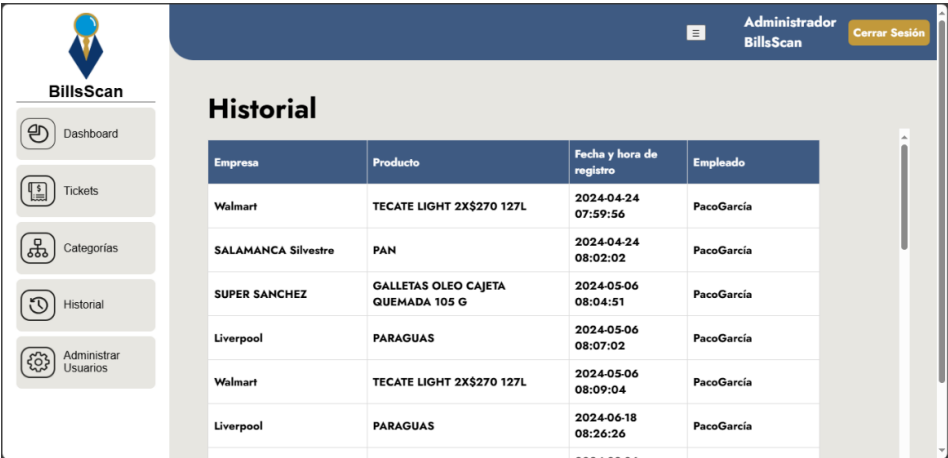 BillsScan
Dashboard
Tickets
Categorías
Historial
Administrar
Usuarios
Administrador
BillsScan
Cerrar Sesión
Historial
Empresa Producto Fecha y hora de registro Empleado
Walmart TECATE LIGHT 2X$270 127L 2024-04-24 07:59:56 PacoGarcía
SALAMANCA Silvestre PAN 2024-04-24 08:02:02 PacoGarcía
SUPER SANCHEZ GALLETAS OLEO CAJETA QUEMADA 105 G 2024-05-06 08:04:51 PacoGarcía
Liverpool PARAGUAS 2024-05-06 08:07:02 PacoGarcía
Walmart TECATE LIGHT 2X$270 127L 2024-05-06 08:09:04 PacoGarcía
Liverpool PARAGUAS 2024-06-18 08:26:26 PacoGarcía